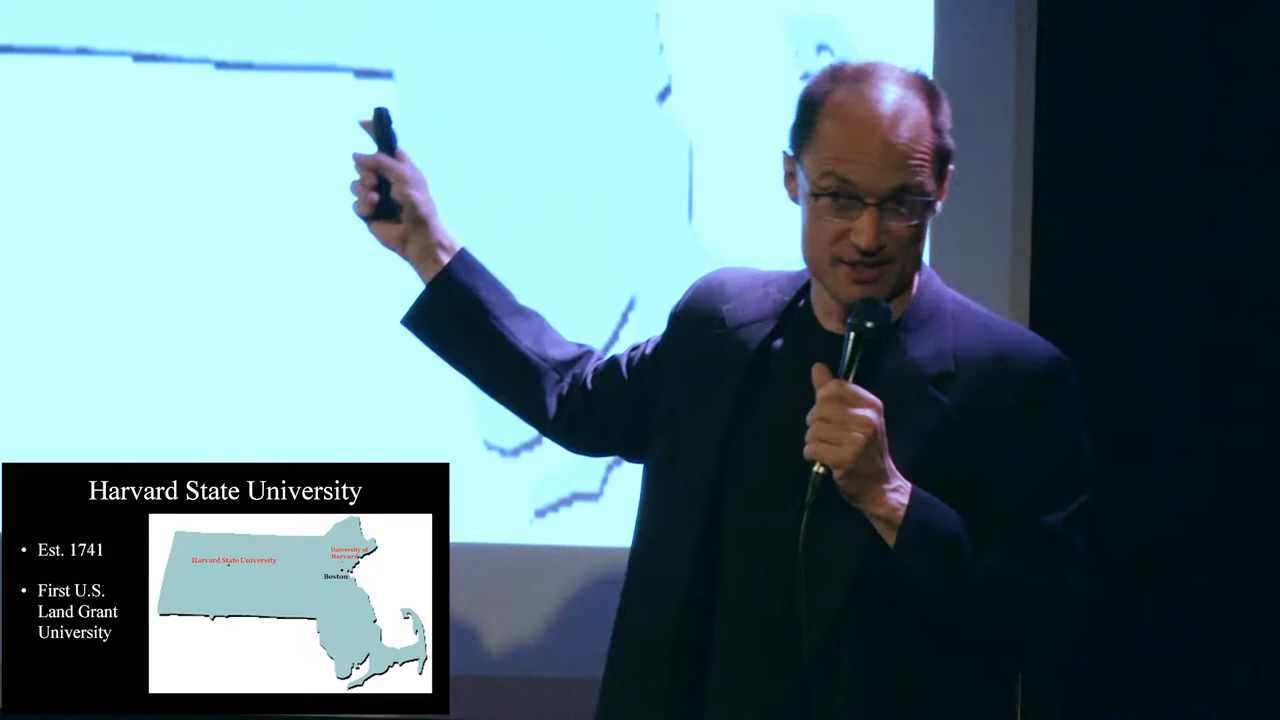 Harvard State University
• Est. 1741
• First U.S.
Land Grant
University
Harvard State University
University of
Harvard
Boston